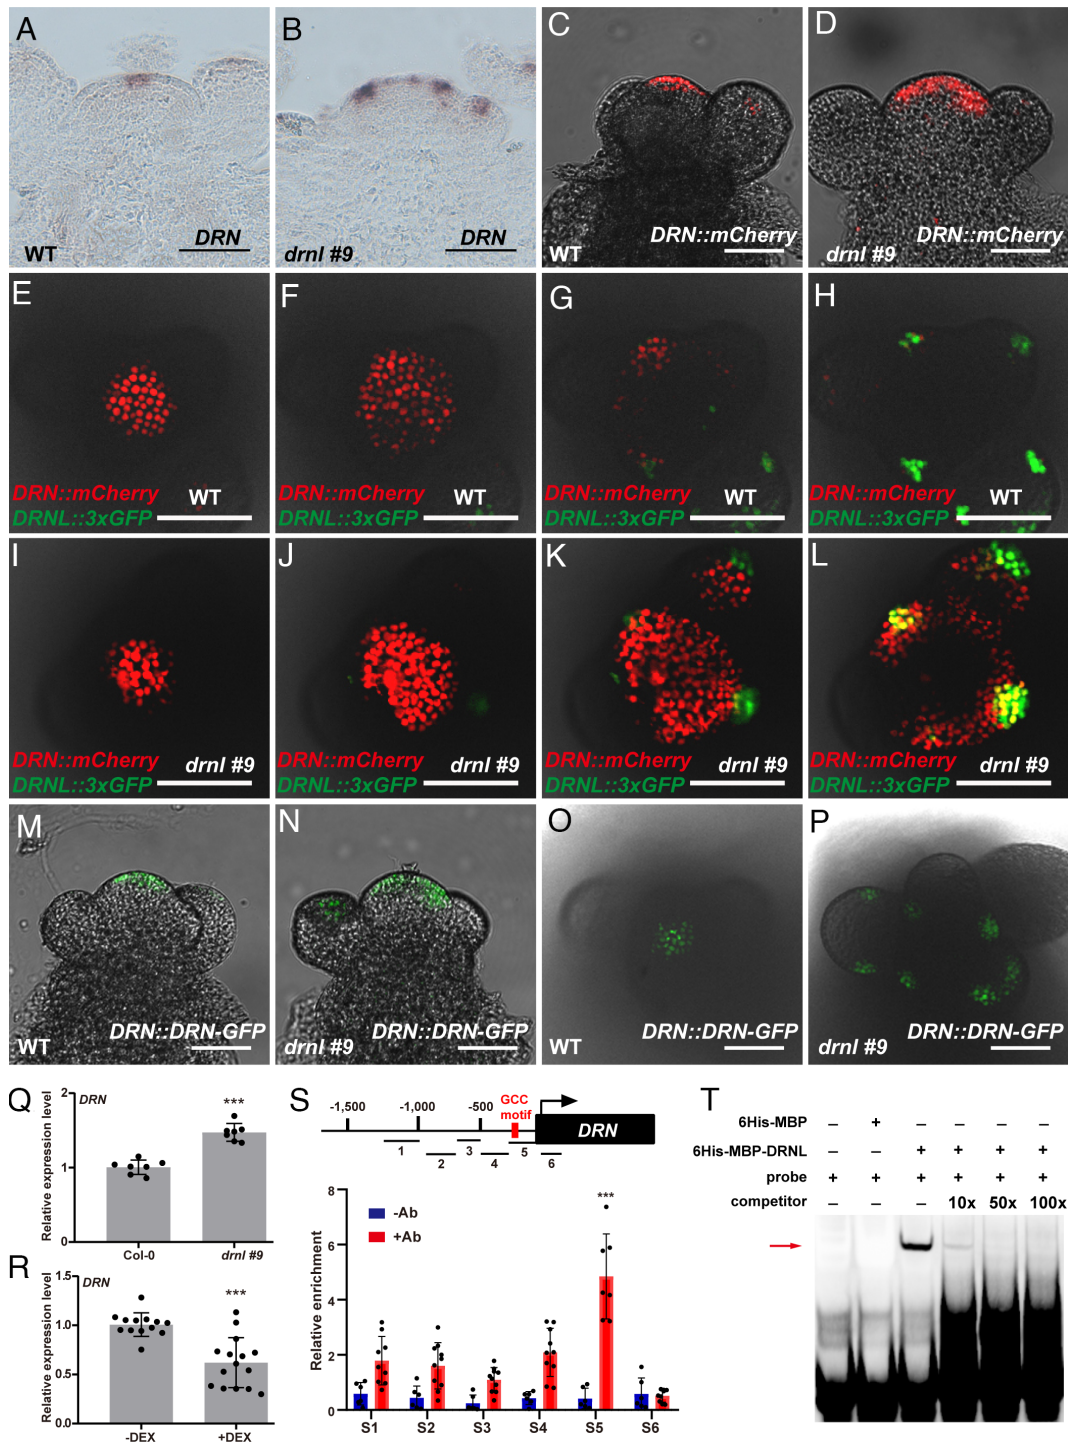 A
WT
DRN
B
drnl #9
DRN
C
WT
DRN::mCherry
D
drnl #9
DRN::mCherry
E
DRN::mCherry
WT
DRNL::3xGFP
F
DRN::mCherry
WT
DRNL::3xGFP
G
DRN::mCherry
WT
DRNL::3xGFP
H
DRN::mCherry
WT
DRNL::3xGFP
I
DRN::mCherry
drnl #9
DRNL::3xGFP
J
DRN::mCherry
drnl #9
DRNL::3xGFP
K
DRN::mCherry
drnl #9
DRNL::3xGFP
L
DRN::mCherry
drnl #9
DRNL::3xGFP
M
WT
DRN::DRN-GFP
N
drnl #9
DRN::DRN-GFP
O
WT
DRN::DRN-GFP
P
drnl #9
DRN::DRN-GFP
Q
DRN
***
Relative expression level
2
1
0
Col-0
drnl #9
R
DRN
***
Relative expression level
1.5
1.0
0.5
0.0
-DEX
+DEX
S
-1,500
-1,000
-500
GCC
motif
DRN
1
2
3
4
5
6
Relative enrichment
8
6
4
2
0
-Ab
+Ab
***
S1
S2
S3
S4
S5
S6
T
6His-MBP – + – – – –
6His-MBP-DRNL – – + + + +
probe + + + + + +
competitor – – – 10x 50x 100x